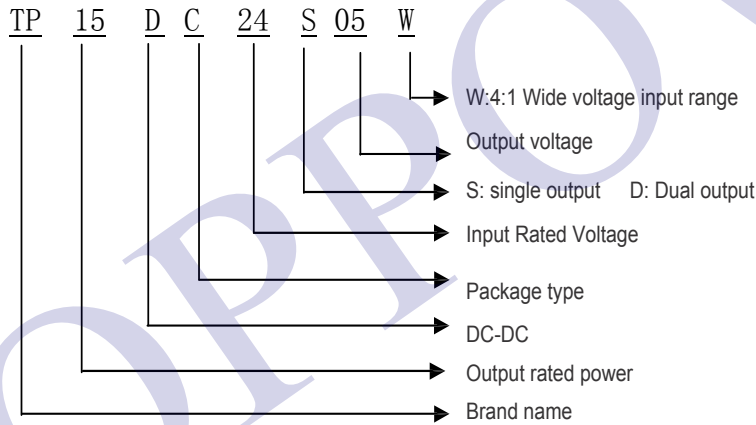 TP 15 D C 24 S 05 W
W:4:1 Wide voltage input range
Output voltage
S: single output D: Dual output
Input Rated Voltage
Package type
DC-DC
Output rated power
Brand name